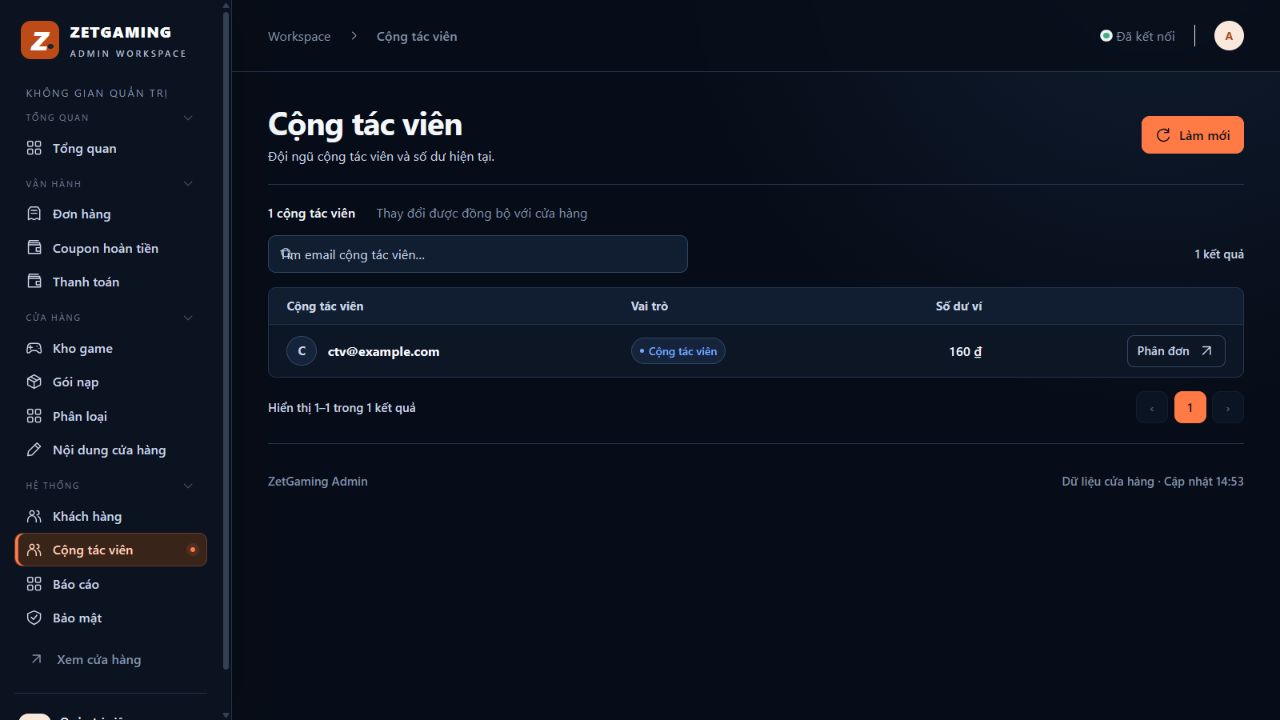 ZETGAMING
ADMIN WORKSPACE
KHÔNG GIAN QUẢN TRỊ
TỔNG QUAN
Tổng quan
VẬN HÀNH
Đơn hàng
Coupon hoàn tiền
Thanh toán
CỬA HÀNG
Kho game
Gói nạp
Phân loại
Nội dung cửa hàng
HỆ THỐNG
Khách hàng
Cộng tác viên
Báo cáo
Bảo mật
Xem cửa hàng
Workspace > Cộng tác viên
Đã kết nối
A
Cộng tác viên
Đội ngũ cộng tác viên và số dư hiện tại.
Làm mới
1 cộng tác viên Thay đổi được đồng bộ với cửa hàng
Tìm email cộng tác viên...
1 kết quả
Cộng tác viên Vai trò Số dư ví
C ctv@example.com Cộng tác viên 160 ₫ Phân đơn
Hiển thị 1–1 trong 1 kết quả
‹ 1 ›
ZetGaming Admin
Dữ liệu cửa hàng · Cập nhật 14:53